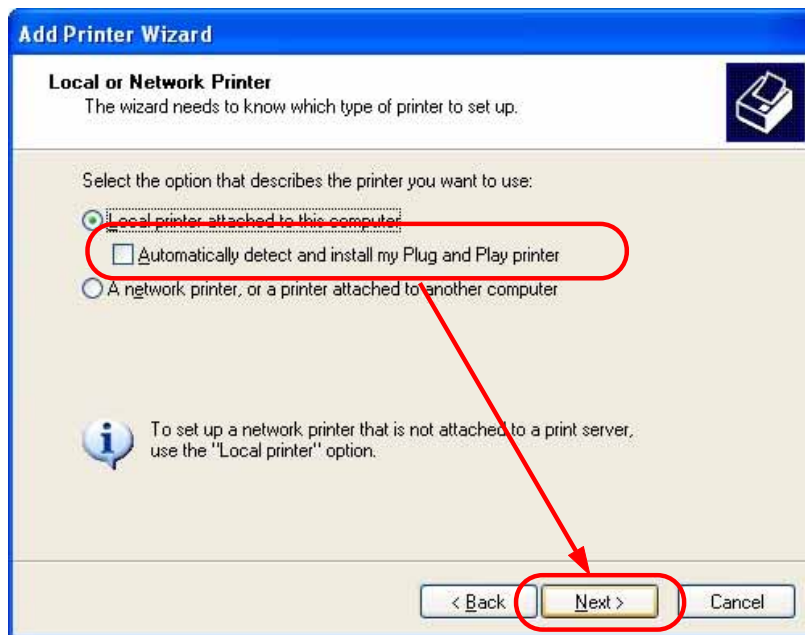 Add Printer Wizard
Local or Network Printer
The wizard needs to know which type of printer to set up.
Select the option that describes the printer you want to use:
Local printer attached to this computer
Automatically detect and install my Plug and Play printer
A network printer, or a printer attached to another computer
To set up a network printer that is not attached to a print server,
use the "Local printer" option.
< Back
Next >
Cancel